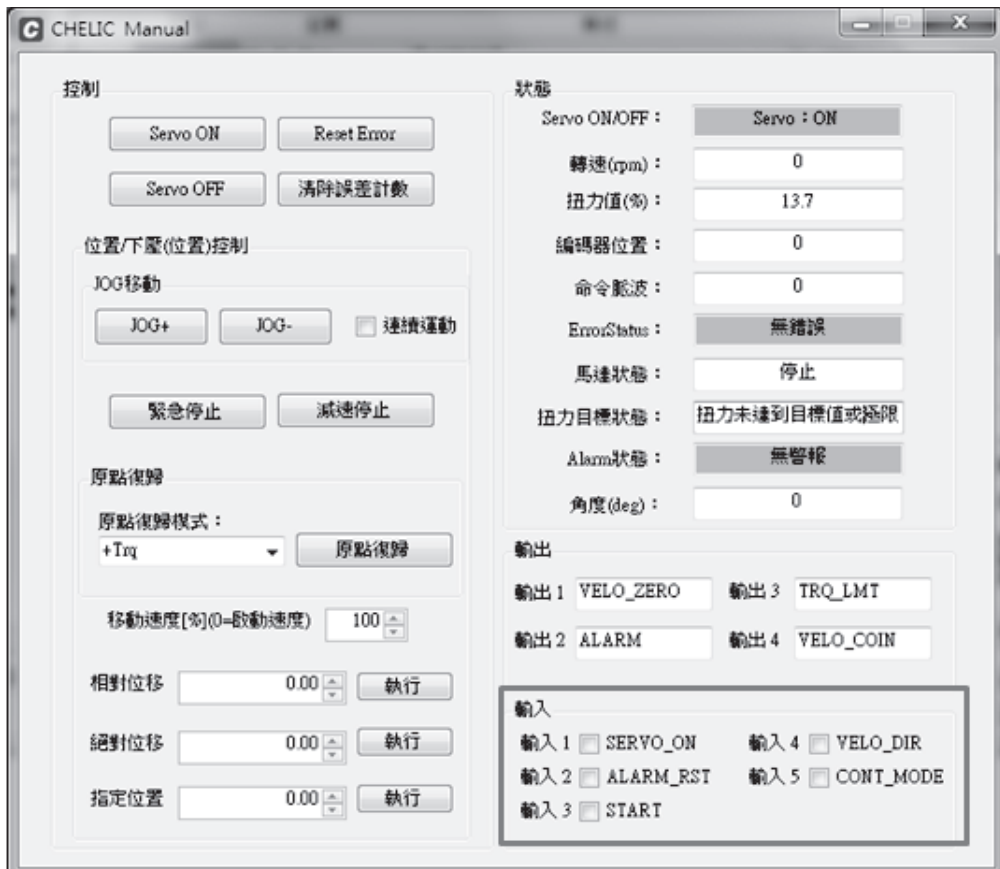 CHELIC Manual
控制
Servo ON
Reset Error
Servo OFF
清除誤差計數
位置/下壓(位置)控制
JOG移動
JOG+
JOG-
連續運動
緊急停止
減速停止
原點復歸
原點復歸模式：
+Trq
原點復歸
移動速度[%](0=啟動速度)
100
相對位移
0.00
執行
絕對位移
0.00
執行
指定位置
0.00
執行
狀態
Servo ON/OFF：
Servo：ON
轉速(rpm)：
0
扭力值(%)：
13.7
編碼器位置：
0
命令脈波：
0
ErrorStatus：
無錯誤
馬達狀態：
停止
扭力目標狀態：
扭力未達到目標值或極限
Alarm狀態：
無警報
角度(deg)：
0
輸出
輸出 1 VELO_ZERO
輸出 3 TRQ_LMT
輸出 2 ALARM
輸出 4 VELO_COIN
輸入
輸入 1 SERVO_ON
輸入 4 VELO_DIR
輸入 2 ALARM_RST
輸入 5 CONT_MODE
輸入 3 START